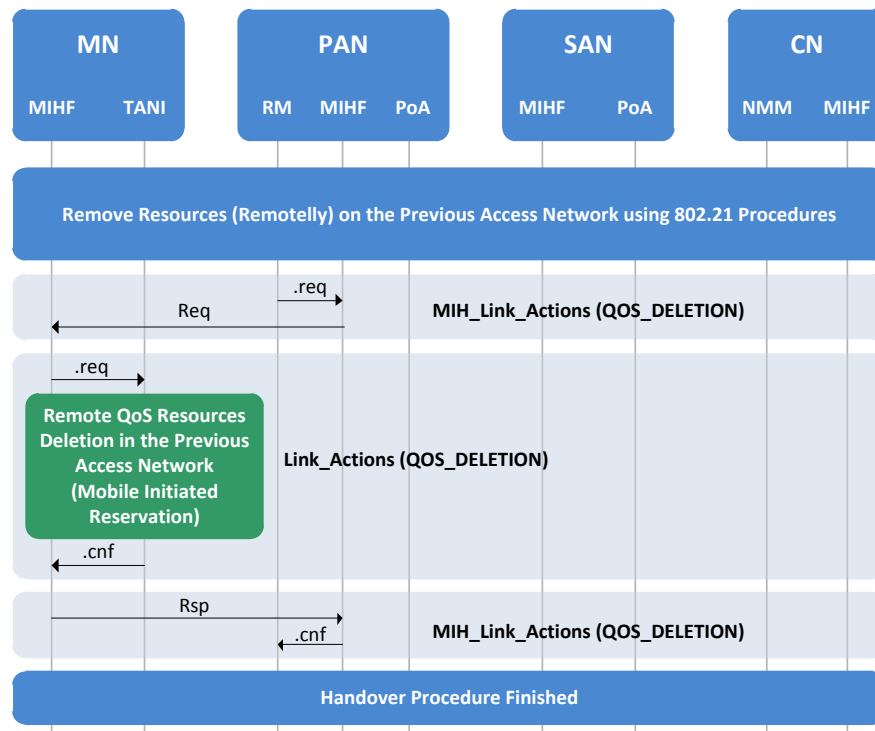 MN PAN SAN CN
MIHF TANI RM MIHF PoA MIHF PoA NMM MIHF
Remove Resources (Remotelly) on the Previous Access Network using 802.21 Procedures
.req
Req
MIH_Link_Actions (QOS_DELETION)
.req
Remote QoS Resources
Deletion in the Previous
Access Network
(Mobile Initiated
Reservation)
Link_Actions (QOS_DELETION)
.cnf
Rsp
MIH_Link_Actions (QOS_DELETION)
.cnf
Handover Procedure Finished